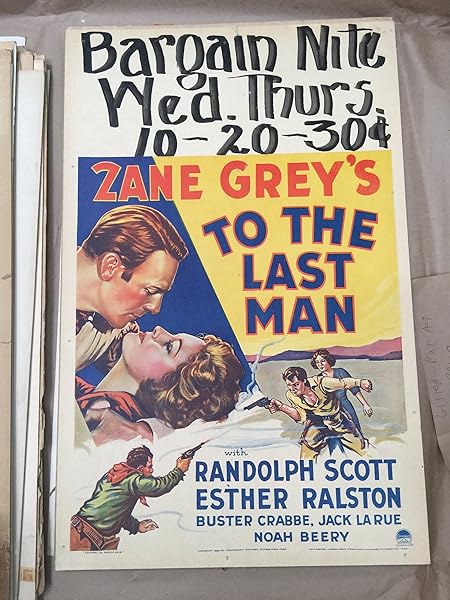 Bargain Nite
Wed. Thurs.
10-20-30¢
ZANE GREY'S
TO THE
LAST
MAN
with
RANDOLPH SCOTT
ESTHER RALSTON
BUSTER CRABBE, JACK LA RUE
NOAH BEERY